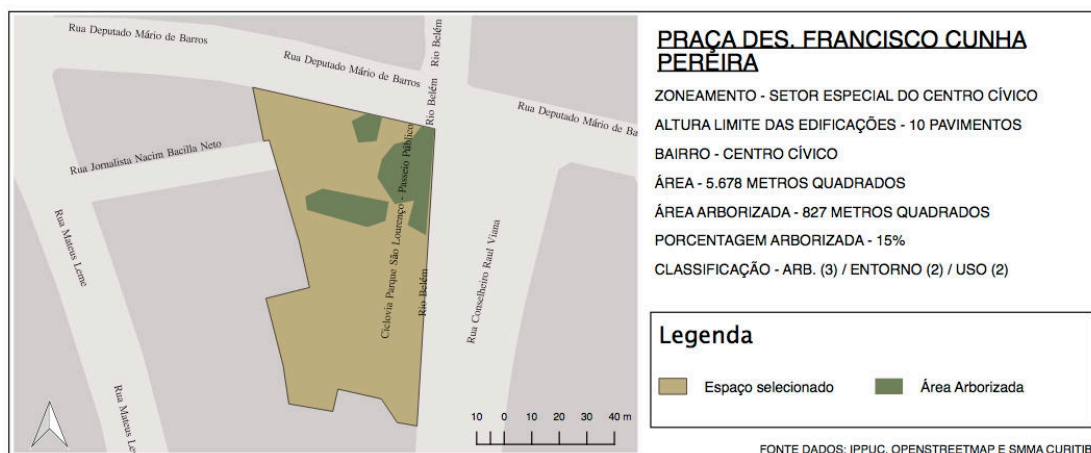 Rua Deputado Mário de Barros
Rua Deputado Mário de Barros
Rua Deputado Mário de
Rio Belém
Rio Belém
Rua Jornalista Nacim Bacilla Neto
Ciclovia Parque São Lourenço - Passeio Público
Rua Mateus Leme
Rio Belém
Rua Conselheiro Raul Viana
Rua Mateus
10 0 10 20 30 40 m
PRAÇA DES. FRANCISCO CUNHA
PEREIRA
ZONEAMENTO - SETOR ESPECIAL DO CENTRO CÍVICO
ALTURA LIMITE DAS EDIFICAÇÕES - 10 PAVIMENTOS
BAIRRO - CENTRO CÍVICO
ÁREA - 5.678 METROS QUADRADOS
ÁREA ARBORIZADA - 827 METROS QUADRADOS
PORCENTAGEM ARBORIZADA - 15%
CLASSIFICAÇÃO - ARB. (3) / ENTORNO (2) / USO (2)
Legenda
Espaço selecionado
Área Arborizada
FONTE DADOS: IPPUC, OPENSTREETMAP E SMMA